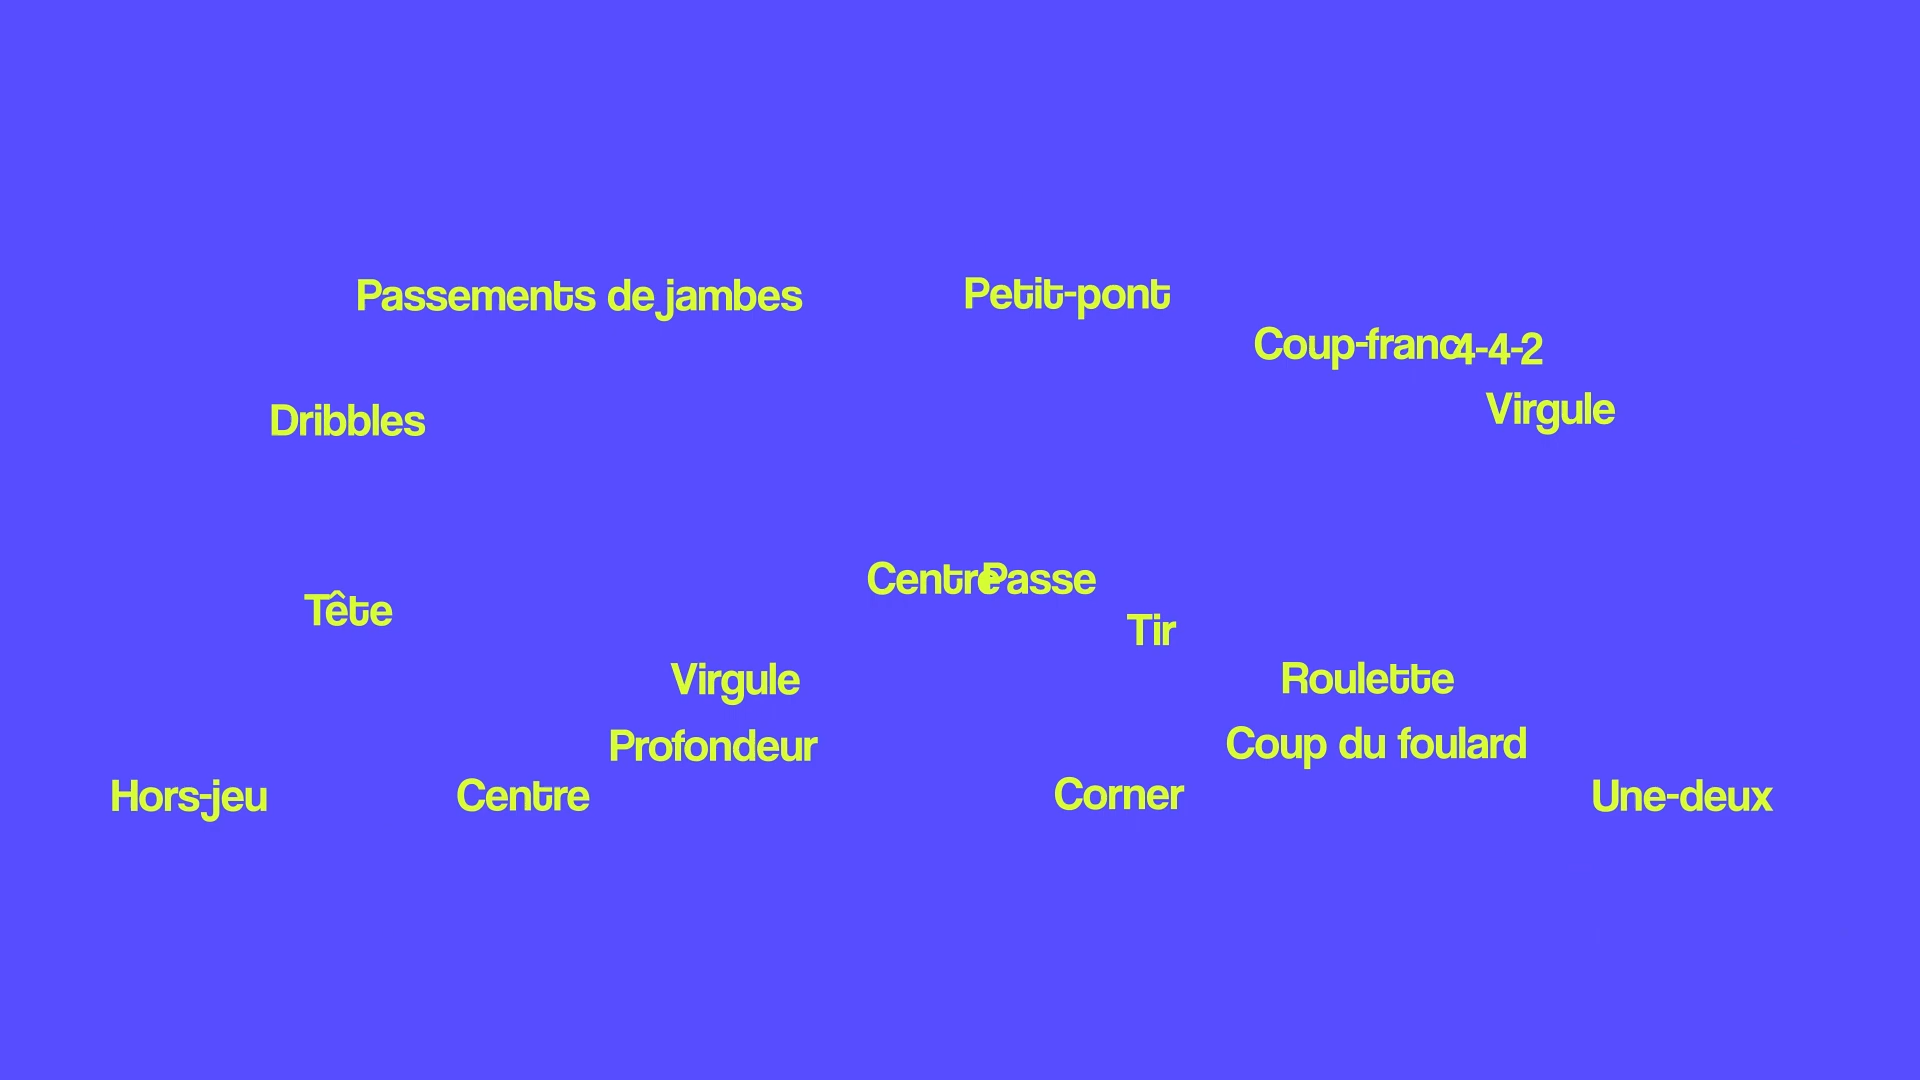 Passements de jambes
Petit-pont
Coup-franc
4-4-2
Virgule
Dribbles
Centre
Passe
Tête
Tir
Virgule
Roulette
Profondeur
Coup du foulard
Hors-jeu
Centre
Corner
Une-deux